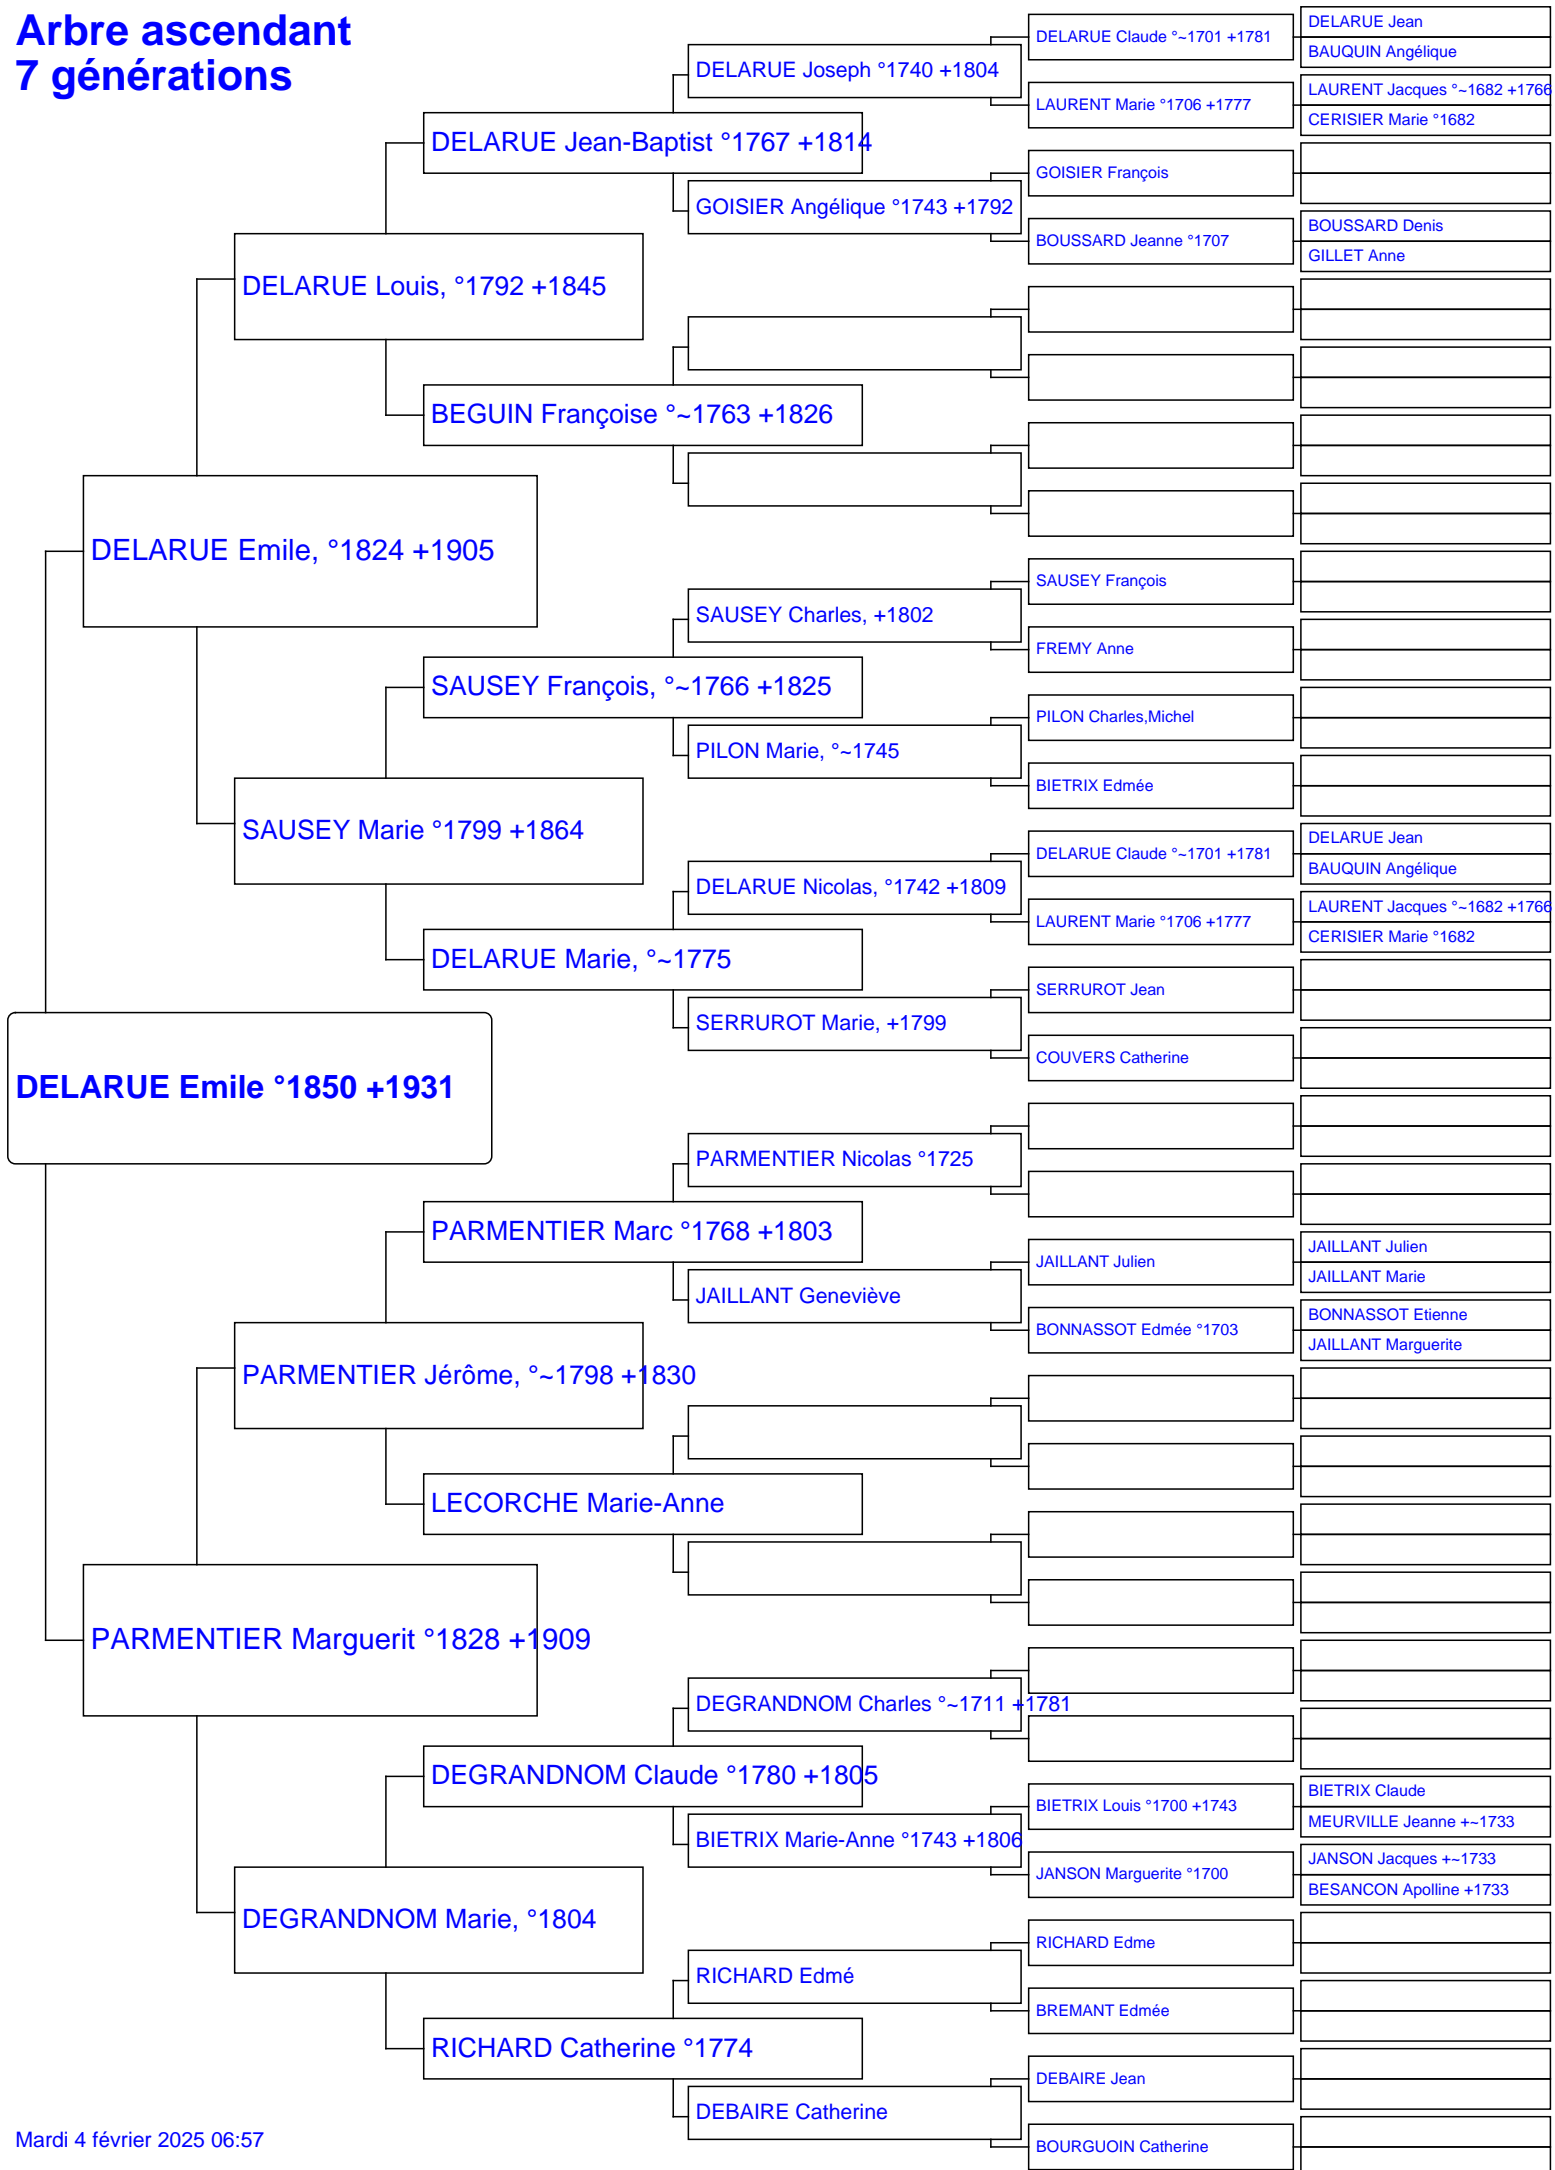 Arbre ascendant
7 générations
DELARUE Jean
DELARUE Claude °~1701 +1781
BAUQUIN Angélique
DELARUE Joseph °1740 +1804
LAURENT Jacques °~1682 +1766
LAURENT Marie °1706 +1777
CERISIER Marie °1682
DELARUE Jean-Baptist °1767 +1814
GOISIER François
GOISIER Angélique °1743 +1792
BOUSSARD Denis
BOUSSARD Jeanne °1707
GILLET Anne
DELARUE Louis, °1792 +1845
BEGUIN Françoise °~1763 +1826
DELARUE Emile, °1824 +1905
SAUSEY François
SAUSEY Charles, +1802
FREMY Anne
SAUSEY François, °~1766 +1825
PILON Charles,Michel
PILON Marie, °~1745
BIETRIX Edmée
SAUSEY Marie °1799 +1864
DELARUE Jean
DELARUE Claude °~1701 +1781
BAUQUIN Angélique
DELARUE Nicolas, °1742 +1809
LAURENT Jacques °~1682 +1766
LAURENT Marie °1706 +1777
CERISIER Marie °1682
DELARUE Marie, °~1775
SERRUROT Jean
SERRUROT Marie, +1799
COUVERS Catherine
DELARUE Emile °1850 +1931
PARMENTIER Nicolas °1725
PARMENTIER Marc °1768 +1803
JAILLANT Julien
JAILLANT Julien
JAILLANT Marie
JAILLANT Geneviève
BONNASSOT Etienne
BONNASSOT Edmée °1703
JAILLANT Marguerite
PARMENTIER Jérôme, °~1798 +1830
LECORCHE Marie-Anne
PARMENTIER Marguerit °1828 +1909
DEGRANDNOM Charles °~1711 +1781
DEGRANDNOM Claude °1780 +1805
BIETRIX Claude
BIETRIX Louis °1700 +1743
MEURVILLE Jeanne +~1733
BIETRIX Marie-Anne °1743 +1806
JANSON Jacques +~1733
JANSON Marguerite °1700
BESANCON Apolline +1733
DEGRANDNOM Marie, °1804
RICHARD Edme
RICHARD Edmé
BREMANT Edmée
RICHARD Catherine °1774
DEBAIRE Jean
DEBAIRE Catherine
BOURGUOIN Catherine
Mardi 4 février 2025 06:57